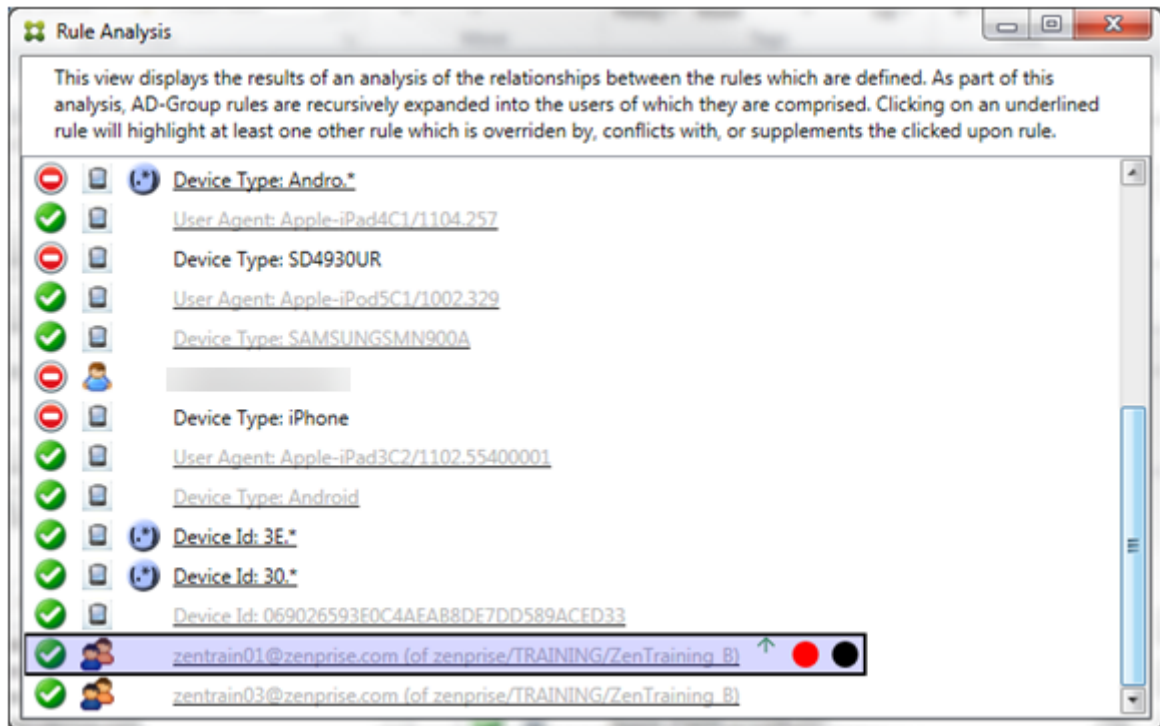 Rule Analysis
This view displays the results of an analysis of the relationships between the rules which are defined. As part of this
analysis, AD-Group rules are recursively expanded into the users of which they are comprised. Clicking on an underlined
rule will highlight at least one other rule which is overriden by, conflicts with, or supplements the clicked upon rule.
(.*) Device Type: Andro.*
User Agent: Apple-iPad4C1/1104.257
Device Type: SD4930UR
User Agent: Apple-iPod5C1/1002.329
Device Type: SAMSUNGSMN900A
Device Type: iPhone
User Agent: Apple-iPad3C2/1102.55400001
Device Type: Android
(.*) Device Id: 3E.*
(.*) Device Id: 30.*
Device Id: 069026593E0C4AEAB8DE7DD589ACED33
zentrain01@zenprise.com (of zenprise/TRAINING/ZenTraining_B)
zentrain03@zenprise.com (of zenprise/TRAINING/ZenTraining_B)